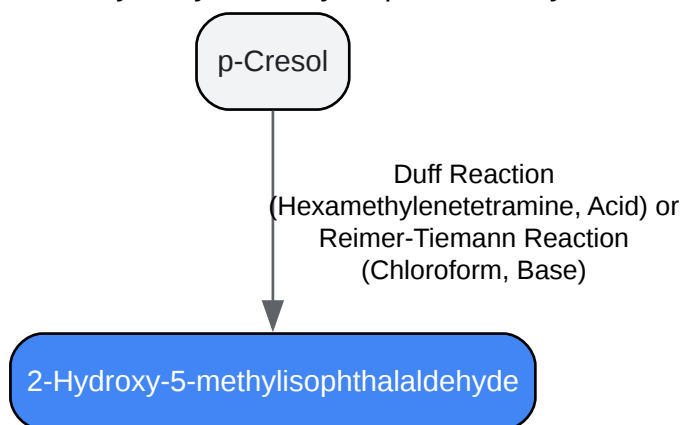 p-Cresol
Duff Reaction
(Hexamethylenetetramine, Acid) or
Reimer-Tiemann Reaction
(Chloroform, Base)
2-Hydroxy-5-methylisophthalaldehyde